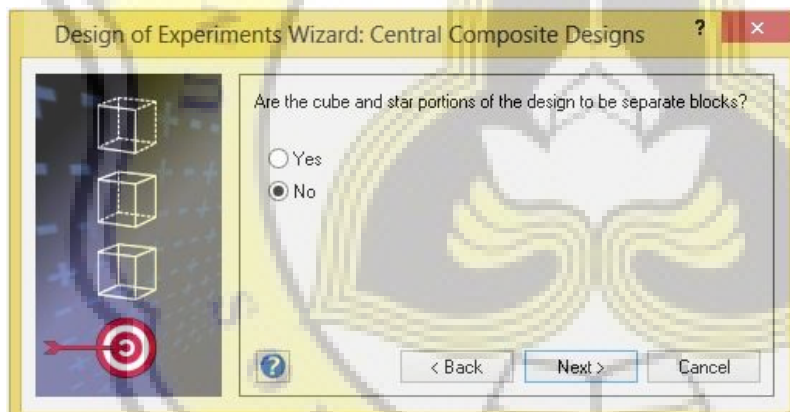 Design of Experiments Wizard: Central Composite Designs
?
×
Are the cube and star portions of the design to be separate blocks?
Yes
No
?
< Back
Next >
Cancel